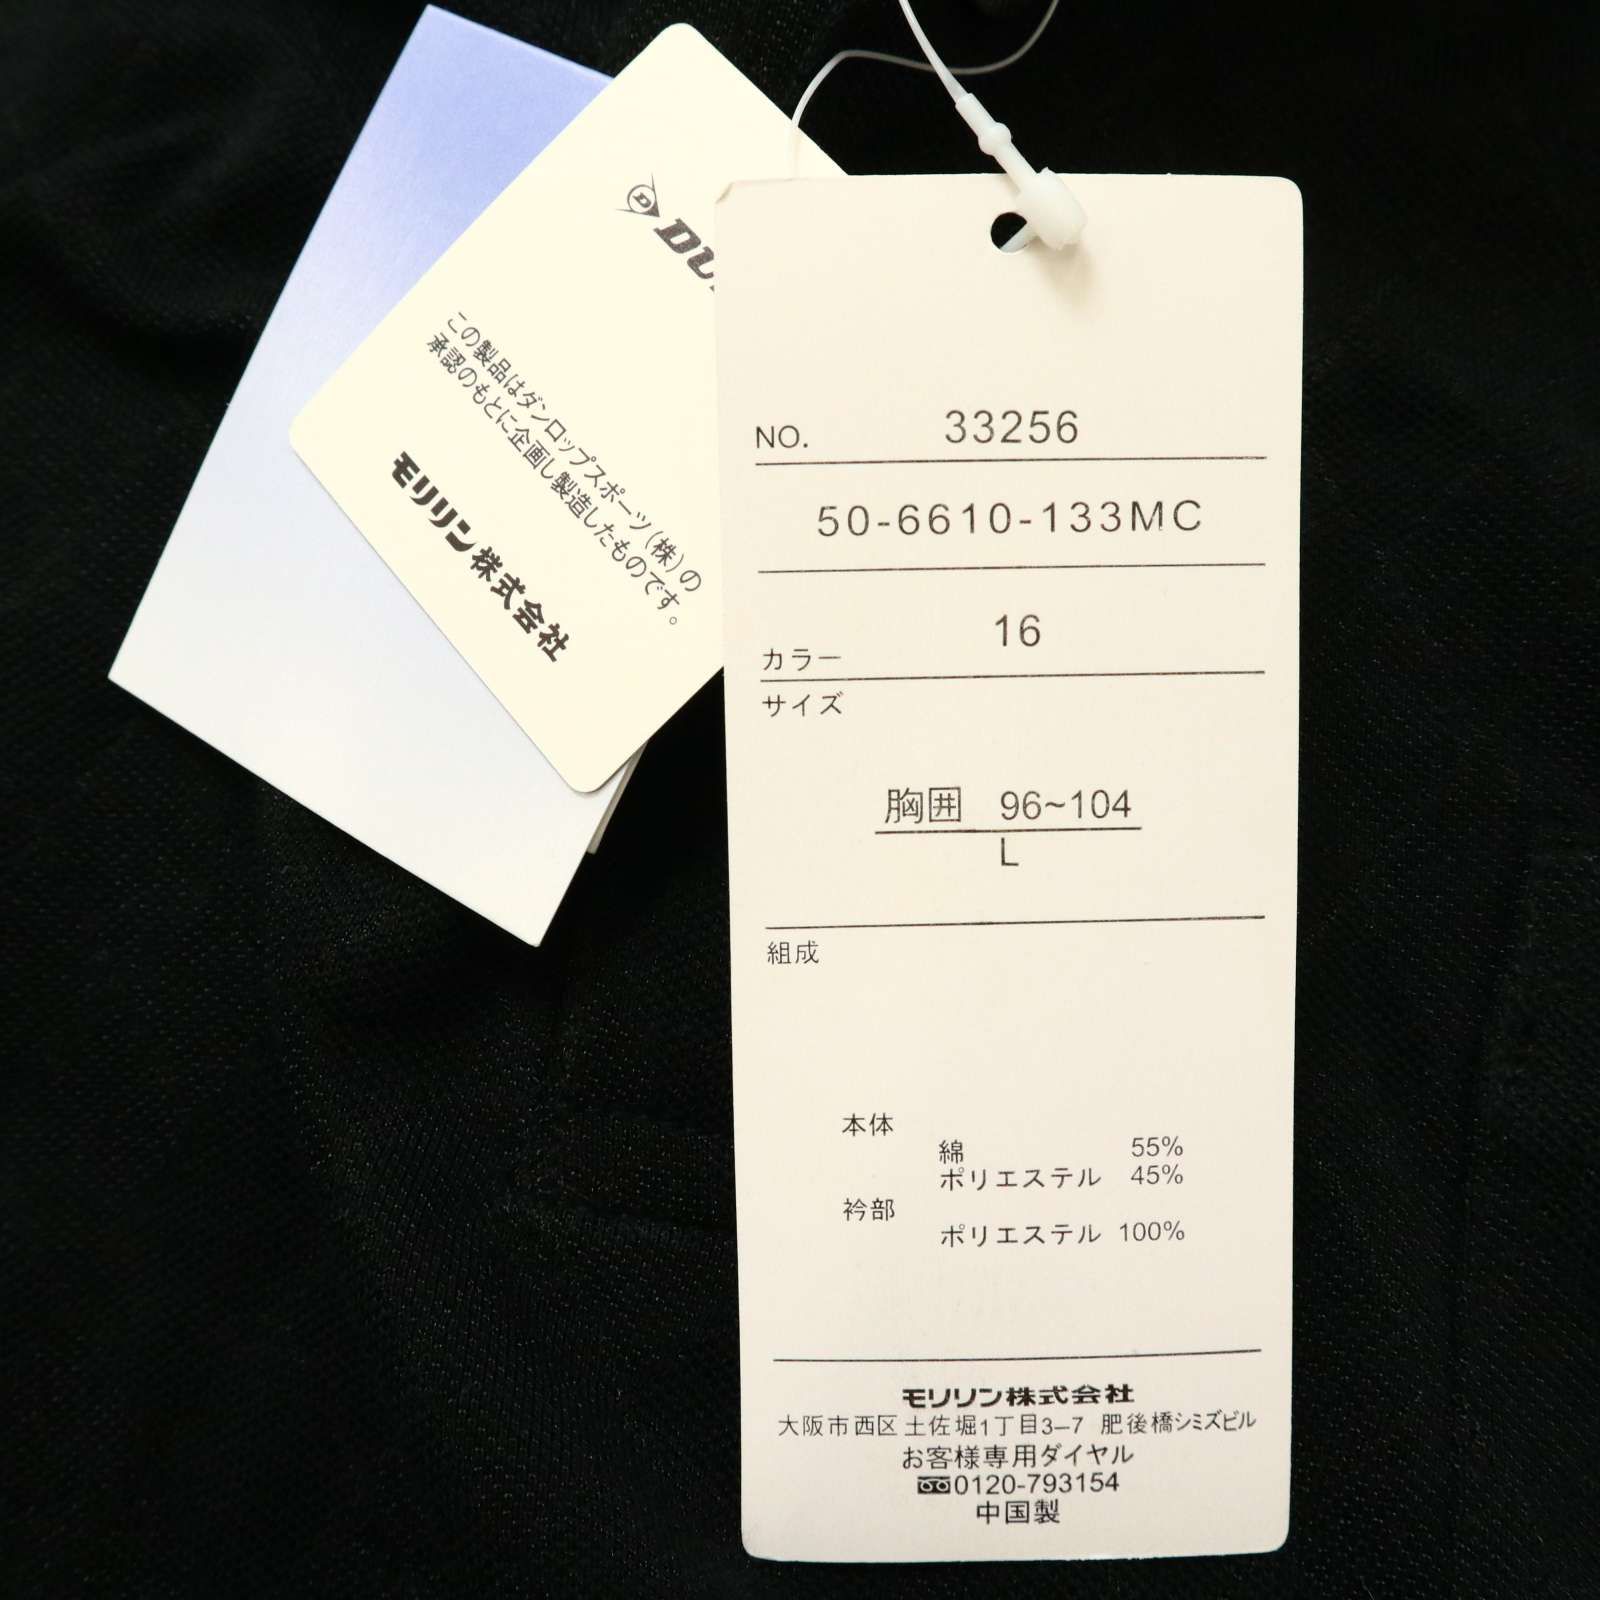 D
この製品はダンロップスポーツ(株)の
承認のもとに企画し製造したものです。
モリリン株式会社
NO. 33256
50-6610-133MC
カラー 16
サイズ
胸囲 96~104
L
組成
本体
綿 55%
ポリエステル 45%
衿部
ポリエステル 100%
モリリン株式会社
大阪市西区土佐堀1丁目3-7 肥後橋シミズビル
お客様専用ダイヤル
0120-793154
中国製